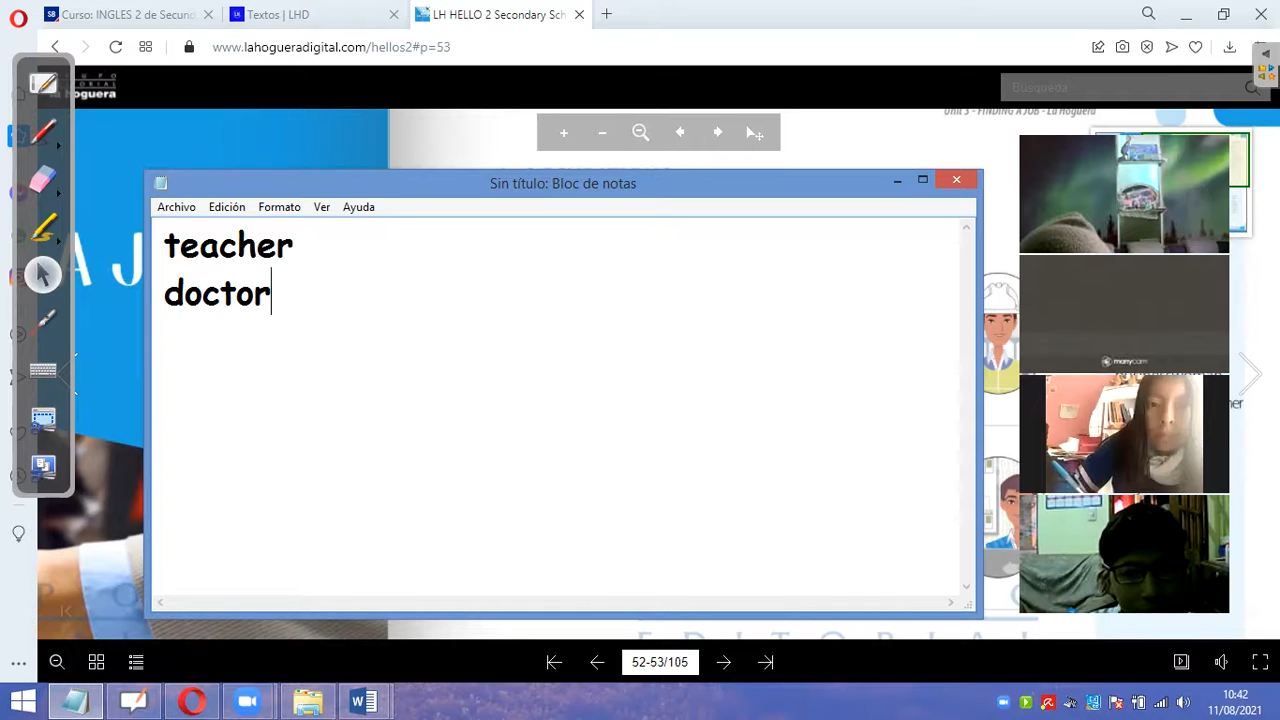 Curso: INGLES 2 de Secund
Textos | LHD
LH HELLO 2 Secondary Sch
www.lahogueradigital.com/hellos2#p=53
la hoguera
Búsqueda
Unit 5 - FINDING A JOB - La Hoguera
Sin título: Bloc de notas
Archivo Edición Formato Ver Ayuda
teacher
doctor
A J
manycam
E D I T O R I A L
52-53/105
10:42
11/08/2021